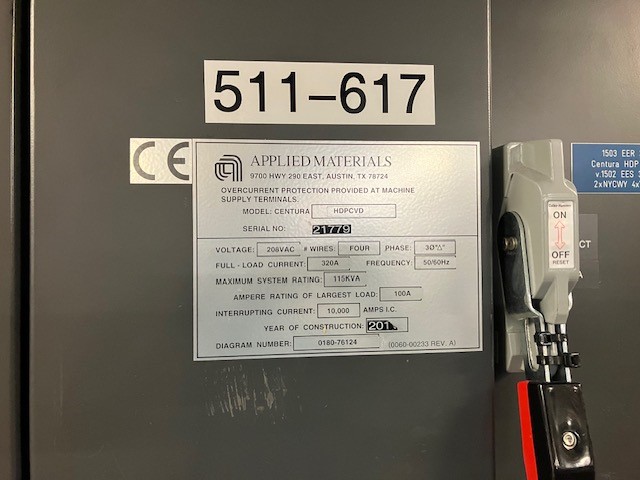 511-617
CE
APPLIED MATERIALS
9700 HWY. 290 EAST, AUSTIN, TX 78724
OVERCURRENT PROTECTION PROVIDED AT MACHINE
SUPPLY TERMINALS.
MODEL: CENTURA HDPCVD
SERIAL NO: 21779
VOLTAGE: 208VAC # WIRES: FOUR PHASE: 3Ø
FULL - LOAD CURRENT: 320A FREQUENCY: 50/60Hz
MAXIMUM SYSTEM RATING: 115KVA
AMPERE RATING OF LARGEST LOAD: 100A
INTERRUPTING CURRENT: 10,000 AMPS I.C.
YEAR OF CONSTRUCTION: 201
DIAGRAM NUMBER: 0180-76124 (0060-00233 REV. A)
ON
OFF
RESET
1503 EER
Centura HDP
v.1502 EES
2xNYCWY 4x
CT